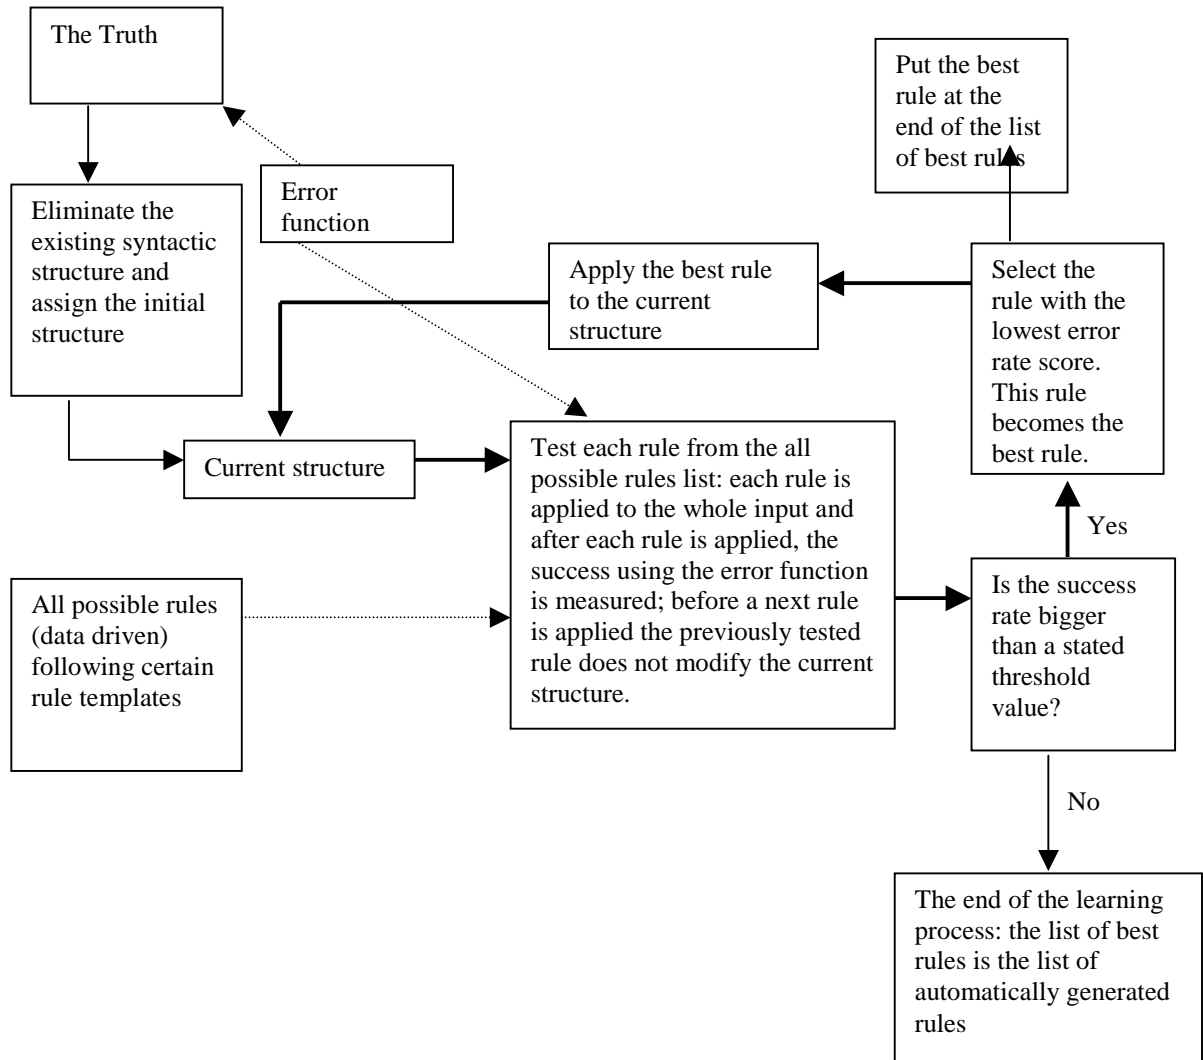 The Truth
Put the best
rule at the
end of the list
of best rules
Error
function
Eliminate the
existing syntactic
structure and
assign the initial
structure
Apply the best rule
to the current
structure
Select the
rule with the
lowest error
rate score.
This rule
becomes the
best rule.
Current structure
Test each rule from the all
possible rules list: each rule is
applied to the whole input and
after each rule is applied, the
success using the error function
is measured; before a next rule
is applied the previously tested
rule does not modify the current
structure.
Yes
All possible rules
(data driven)
following certain
rule templates
Is the success
rate bigger
than a stated
threshold
value?
No
The end of the learning
process: the list of best
rules is the list of
automatically generated
rules